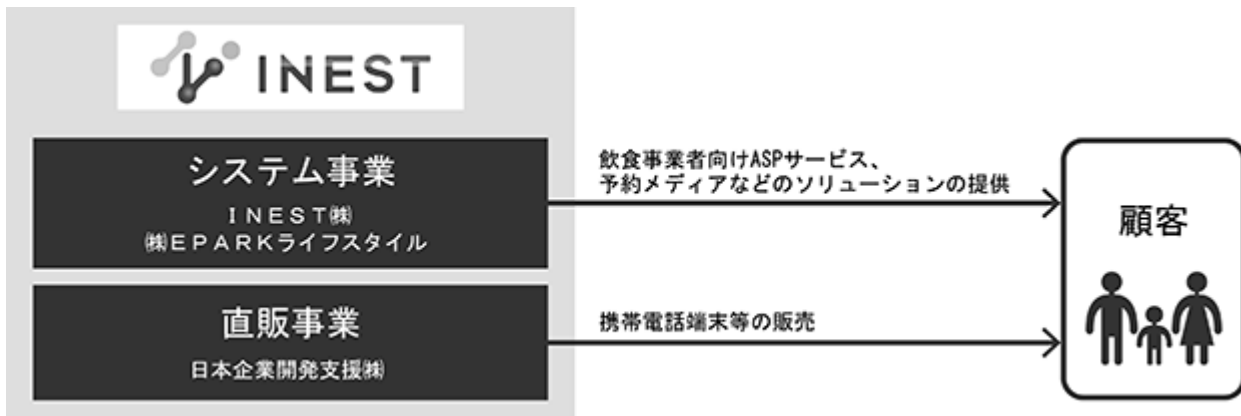 INEST
システム事業
ＩＮＥＳＴ㈱
㈱ＥＰＡＲＫライフスタイル
飲食事業者向けASPサービス、
予約メディアなどのソリューションの提供
直販事業
日本企業開発支援㈱
携帯電話端末等の販売
顧客